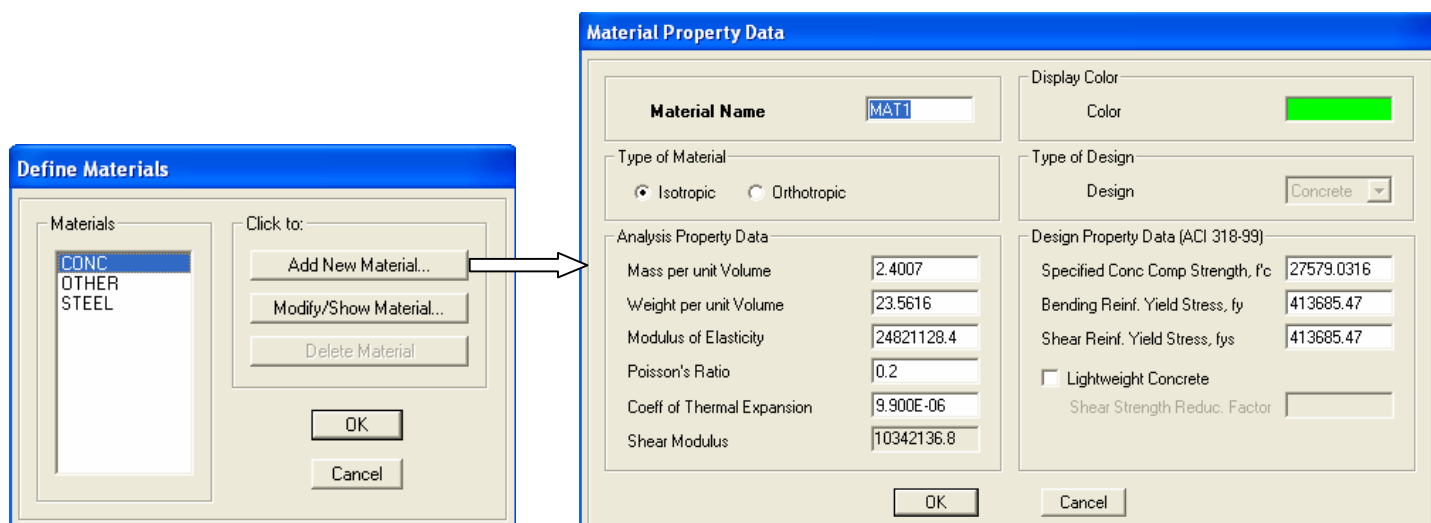 Define Materials
Materials
CONC
OTHER
STEEL
Click to:
Add New Material...
Modify/Show Material...
Delete Material
OK
Cancel
Material Property Data
Material Name MAT1
Display Color
Color
Type of Material
Isotropic Orthotropic
Type of Design
Design Concrete
Analysis Property Data
Mass per unit Volume 2.4007
Weight per unit Volume 23.5616
Modulus of Elasticity 24821128.4
Poisson's Ratio 0.2
Coeff of Thermal Expansion 9.900E-06
Shear Modulus 10342136.8
Design Property Data (ACI 318-99)
Specified Conc Comp Strength, f'c 27579.0316
Bending Reinf. Yield Stress, fy 413685.47
Shear Reinf. Yield Stress, fys 413685.47
Lightweight Concrete
Shear Strength Reduc. Factor
OK
Cancel